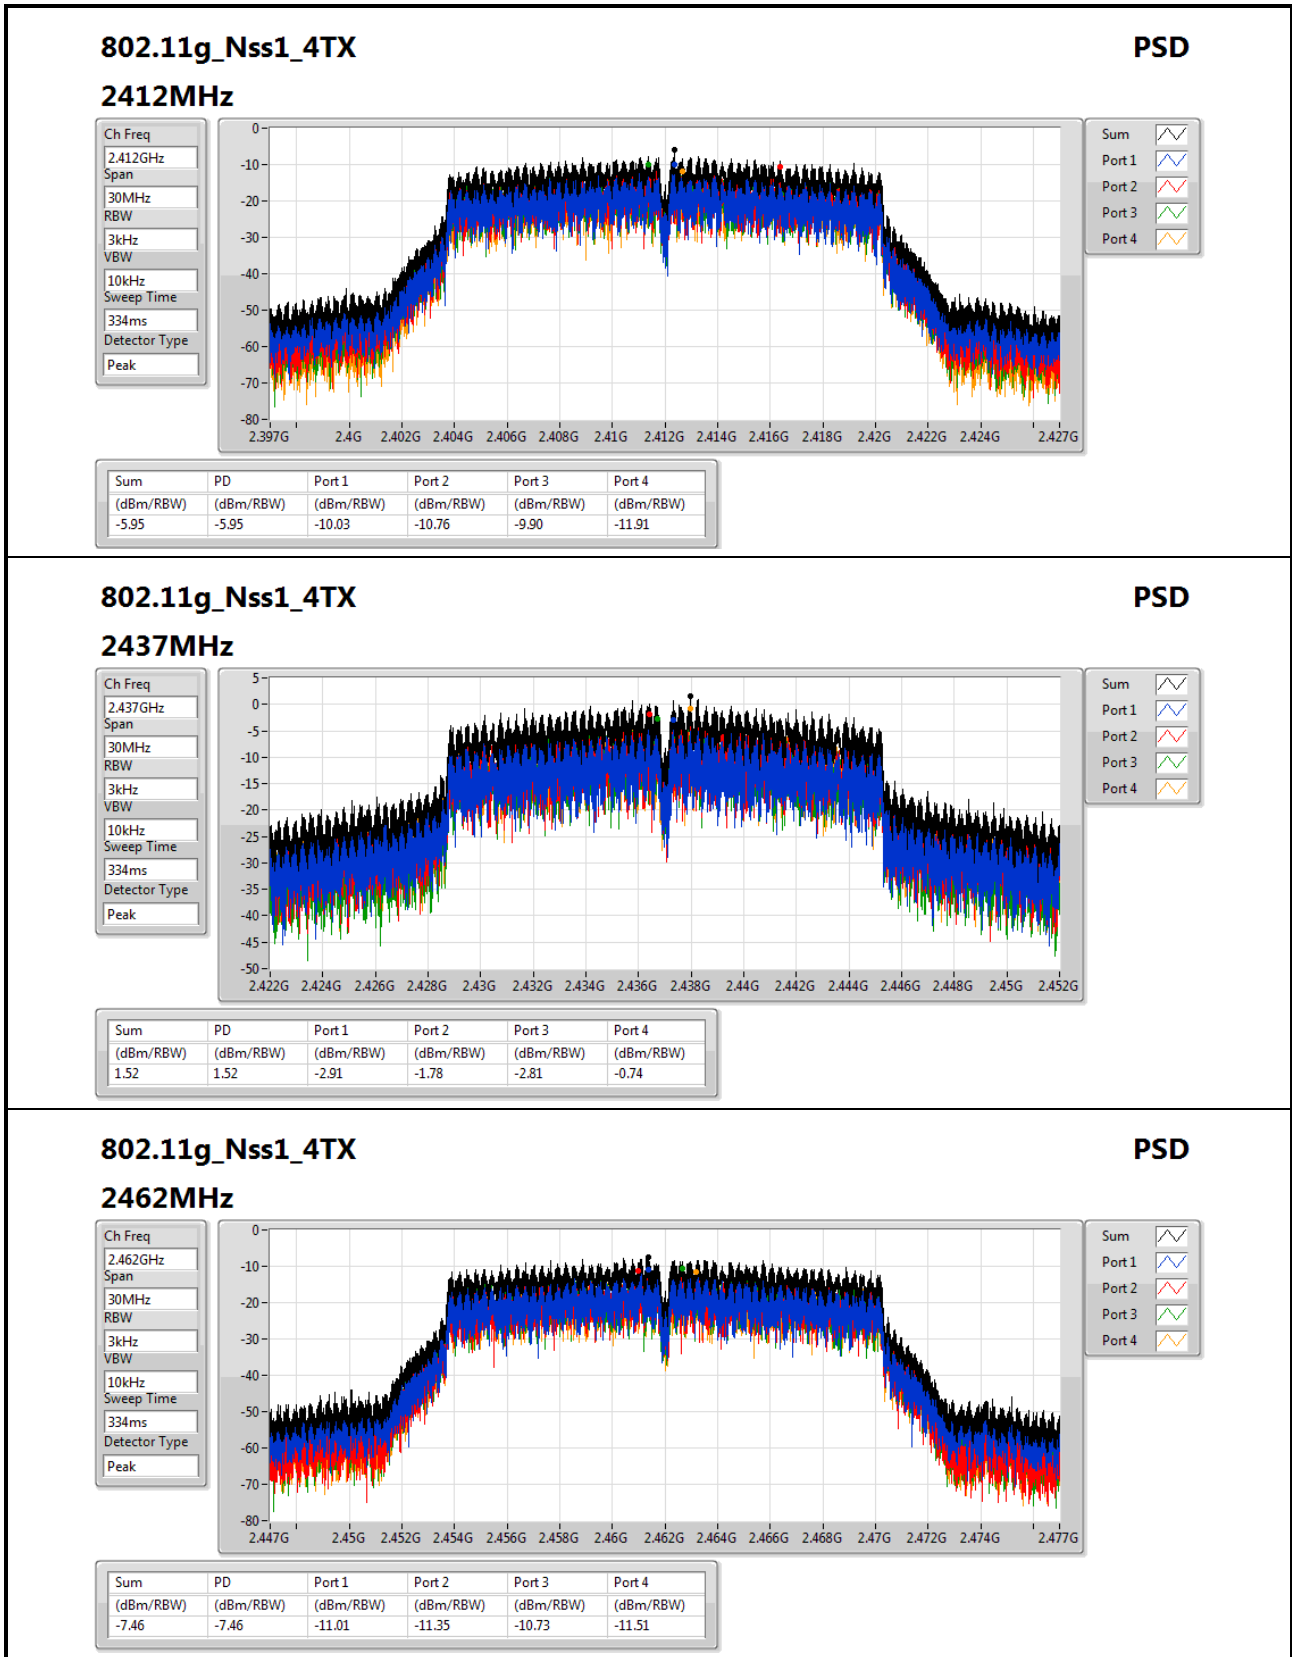 802.11g_Nss1_4TX PSD
2412MHz
Ch Freq
2.412GHz
Span
30MHz
RBW
3kHz
VBW
10kHz
Sweep Time
334ms
Detector Type
Peak
0
-10
-20
-30
-40
-50
-60
-70
-80
2.397G 2.4G 2.402G 2.404G 2.406G 2.408G 2.41G 2.412G 2.414G 2.416G 2.418G 2.42G 2.422G 2.424G 2.427G
Sum
Port 1
Port 2
Port 3
Port 4
Sum PD Port 1 Port 2 Port 3 Port 4
(dBm/RBW) (dBm/RBW) (dBm/RBW) (dBm/RBW) (dBm/RBW) (dBm/RBW)
-5.95 -5.95 -10.03 -10.76 -9.90 -11.91
802.11g_Nss1_4TX PSD
2437MHz
Ch Freq
2.437GHz
Span
30MHz
RBW
3kHz
VBW
10kHz
Sweep Time
334ms
Detector Type
Peak
5
0
-5
-10
-15
-20
-25
-30
-35
-40
-45
-50
2.422G 2.424G 2.426G 2.428G 2.43G 2.432G 2.434G 2.436G 2.438G 2.44G 2.442G 2.444G 2.446G 2.448G 2.45G 2.452G
Sum
Port 1
Port 2
Port 3
Port 4
Sum PD Port 1 Port 2 Port 3 Port 4
(dBm/RBW) (dBm/RBW) (dBm/RBW) (dBm/RBW) (dBm/RBW) (dBm/RBW)
1.52 1.52 -2.91 -1.78 -2.81 -0.74
802.11g_Nss1_4TX PSD
2462MHz
Ch Freq
2.462GHz
Span
30MHz
RBW
3kHz
VBW
10kHz
Sweep Time
334ms
Detector Type
Peak
0
-10
-20
-30
-40
-50
-60
-70
-80
2.447G 2.45G 2.452G 2.454G 2.456G 2.458G 2.46G 2.462G 2.464G 2.466G 2.468G 2.47G 2.472G 2.474G 2.477G
Sum
Port 1
Port 2
Port 3
Port 4
Sum PD Port 1 Port 2 Port 3 Port 4
(dBm/RBW) (dBm/RBW) (dBm/RBW) (dBm/RBW) (dBm/RBW) (dBm/RBW)
-7.46 -7.46 -11.01 -11.35 -10.73 -11.51